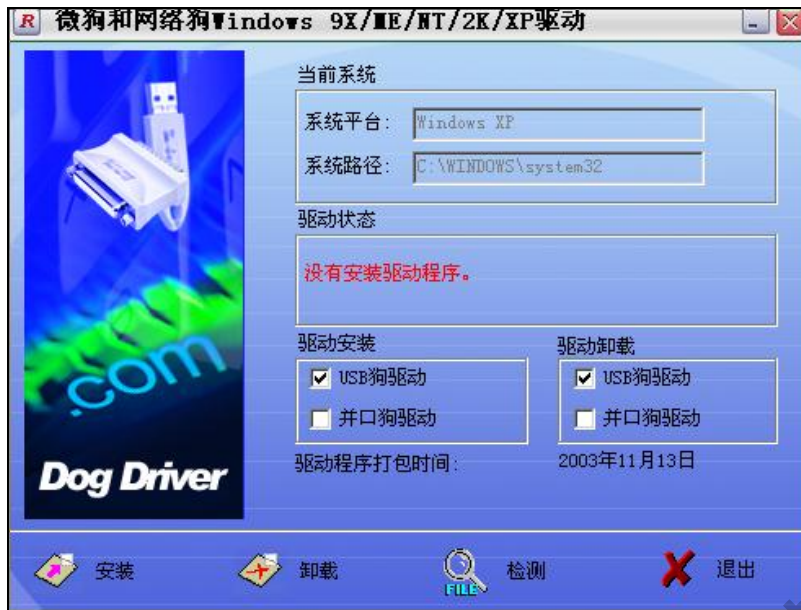 R 微狗和网络狗Windows 9X/ME/NT/2K/XP驱动
当前系统
系统平台: Windows XP
系统路径: C:\WINDOWS\system32
驱动状态
没有安装驱动程序。
驱动安装
USB狗驱动
并口狗驱动
驱动卸载
USB狗驱动
并口狗驱动
驱动程序打包时间: 2003年11月13日
.com
Dog Driver
安装 卸载 FILE 检测 退出